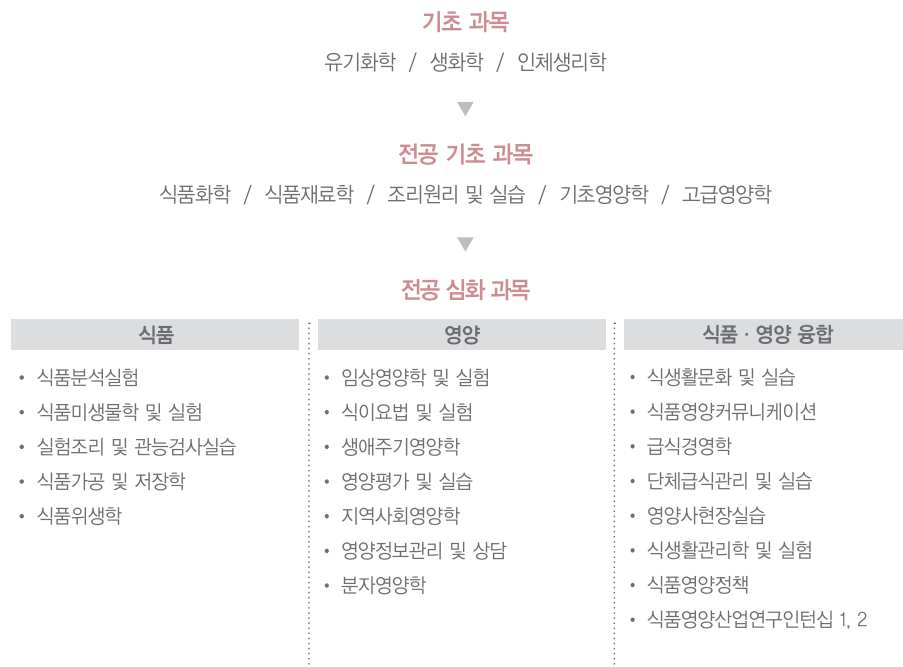 기초 과목
유기화학 / 생화학 / 인체생리학
전공 기초 과목
식품화학 / 식품재료학 / 조리원리 및 실습 / 기초영양학 / 고급영양학
전공 심화 과목
식품
• 식품분석실험
• 식품미생물학 및 실험
• 실험조리 및 관능검사실습
• 식품가공 및 저장학
• 식품위생학
영양
• 임상영양학 및 실험
• 식이요법 및 실험
• 생애주기영양학
• 영양평가 및 실습
• 지역사회영양학
• 영양정보관리 및 상담
• 분자영양학
식품 · 영양 융합
• 식생활문화 및 실습
• 식품영양커뮤니케이션
• 급식경영학
• 단체급식관리 및 실습
• 영양사현장실습
• 식생활관리학 및 실험
• 식품영양정책
• 식품영양산업연구인턴십 1, 2